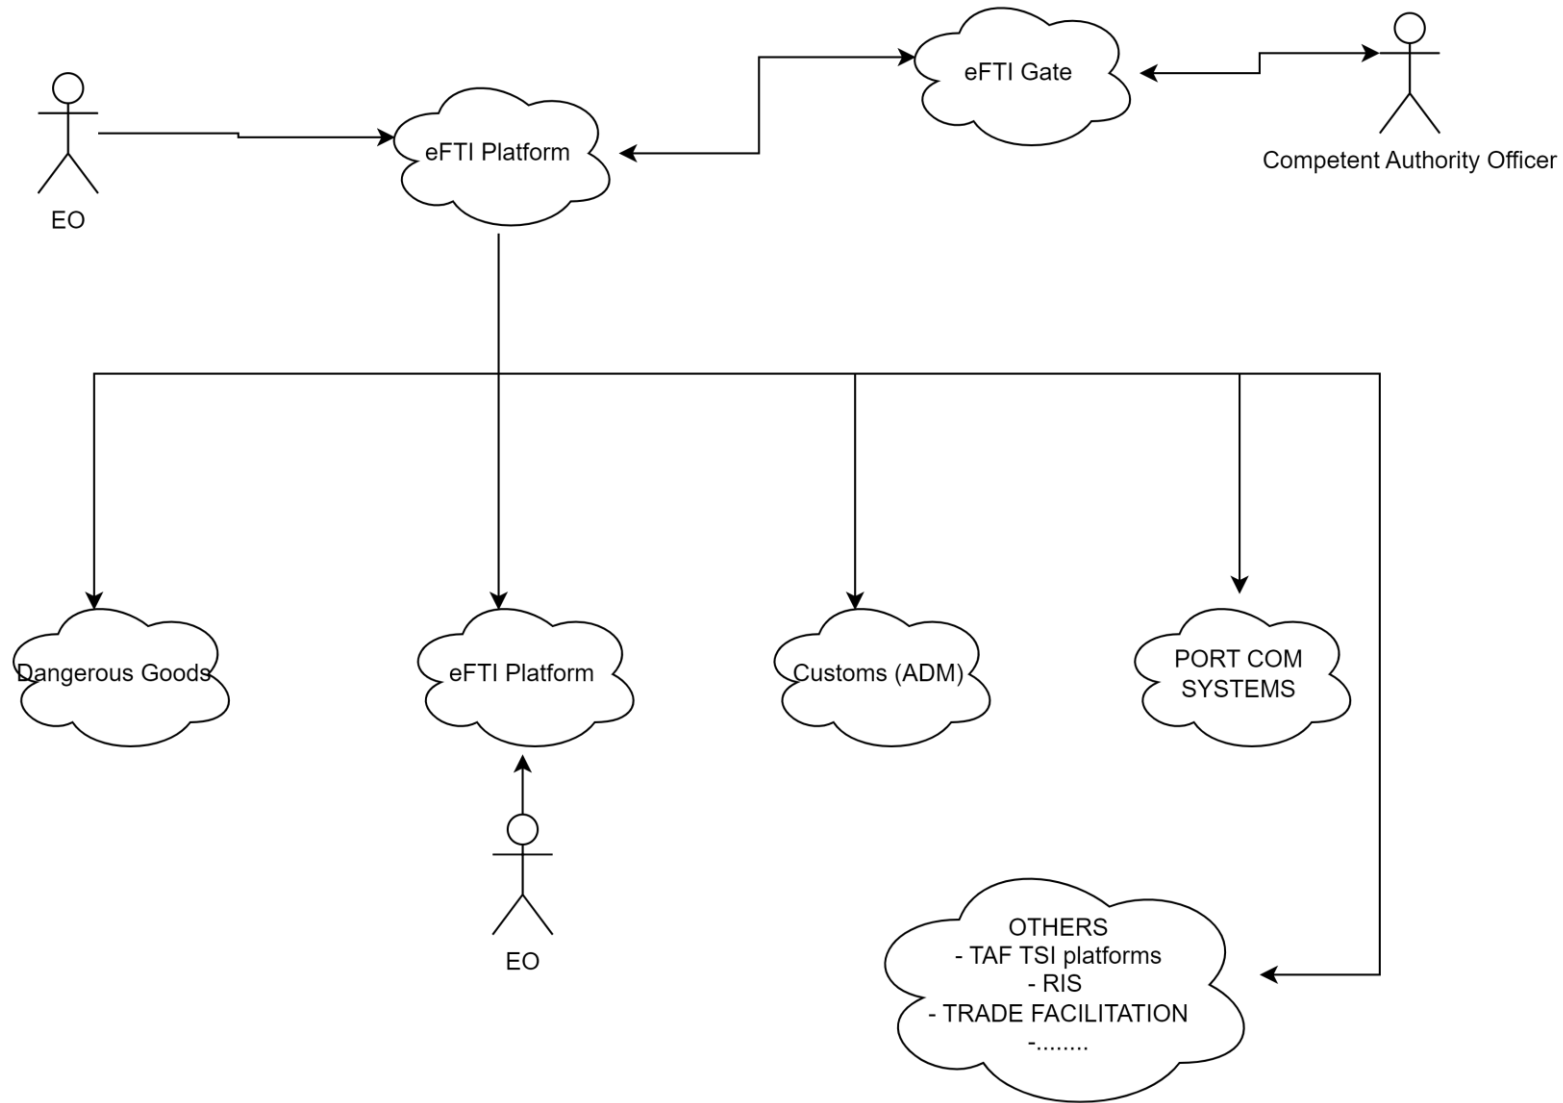 eFTI Gate
eFTI Platform
Competent Authority Officer
EO
Dangerous Goods
eFTI Platform
Customs (ADM)
PORT COM
SYSTEMS
EO
OTHERS
- TAF TSI platforms
- RIS
- TRADE FACILITATION
-........